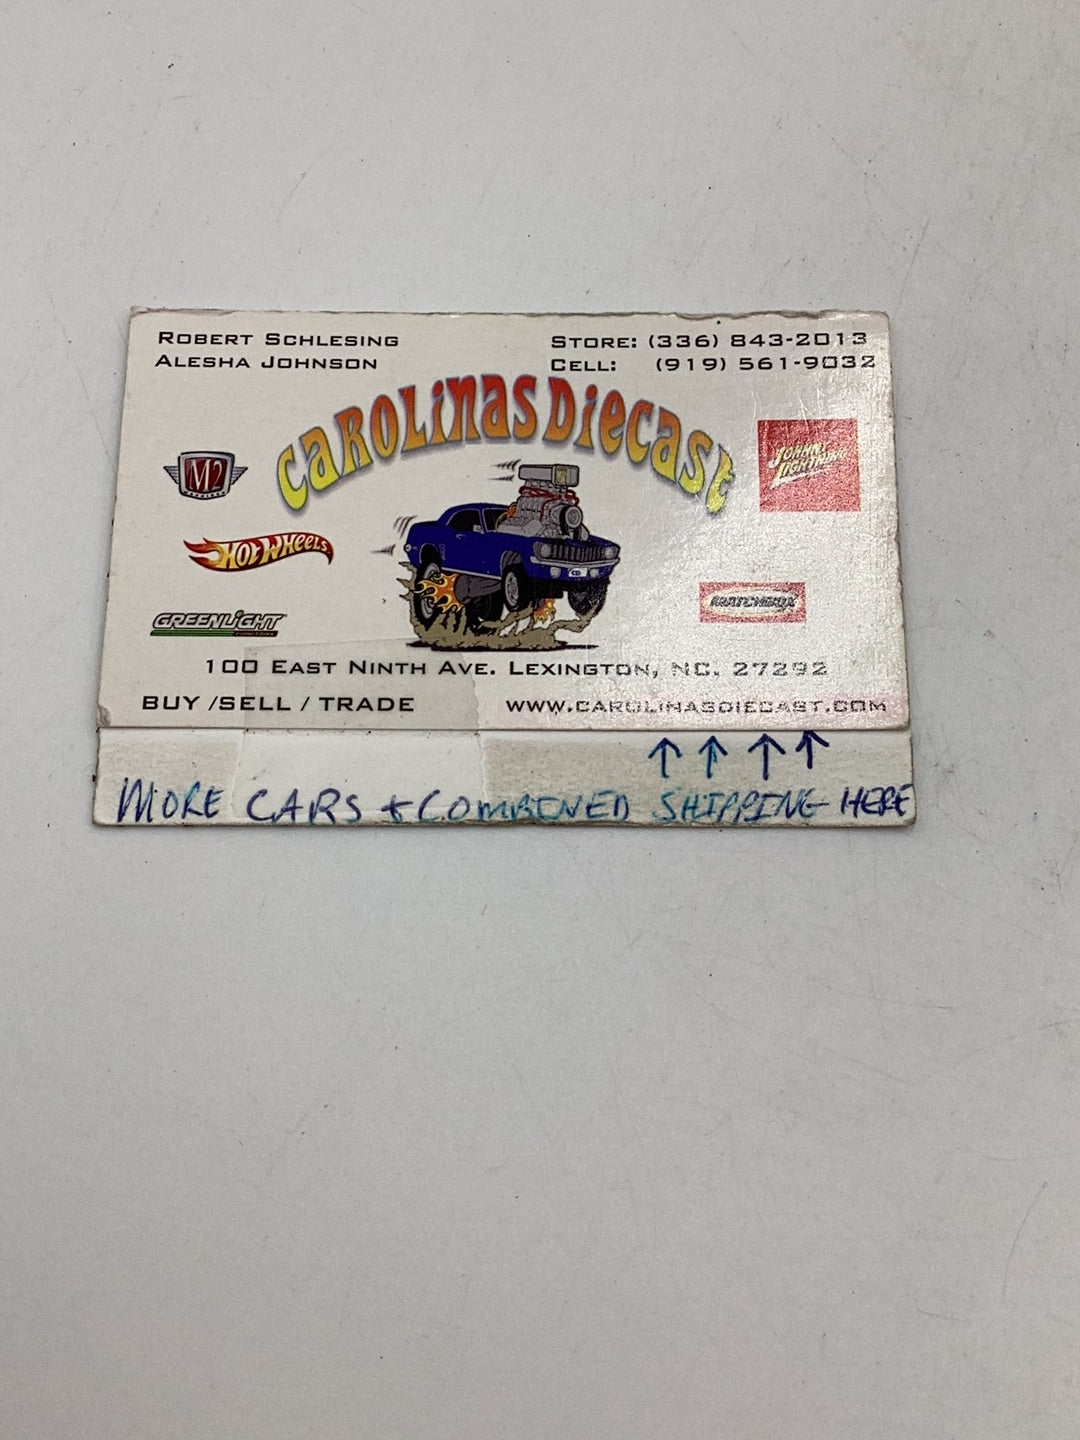 Robert Schlesing
Alesha Johnson
Store: (336) 843-2013
Cell: (919) 561-9032
Carolinas Diecast
M2
Johnny Lightning
Hot Wheels
Greenlight
Matchbox
100 East Ninth Ave. Lexington, NC. 27292
BUY /SELL / TRADE
www.carolinasdiecast.com
MORE CARS + COMBINED SHIPPING HERE